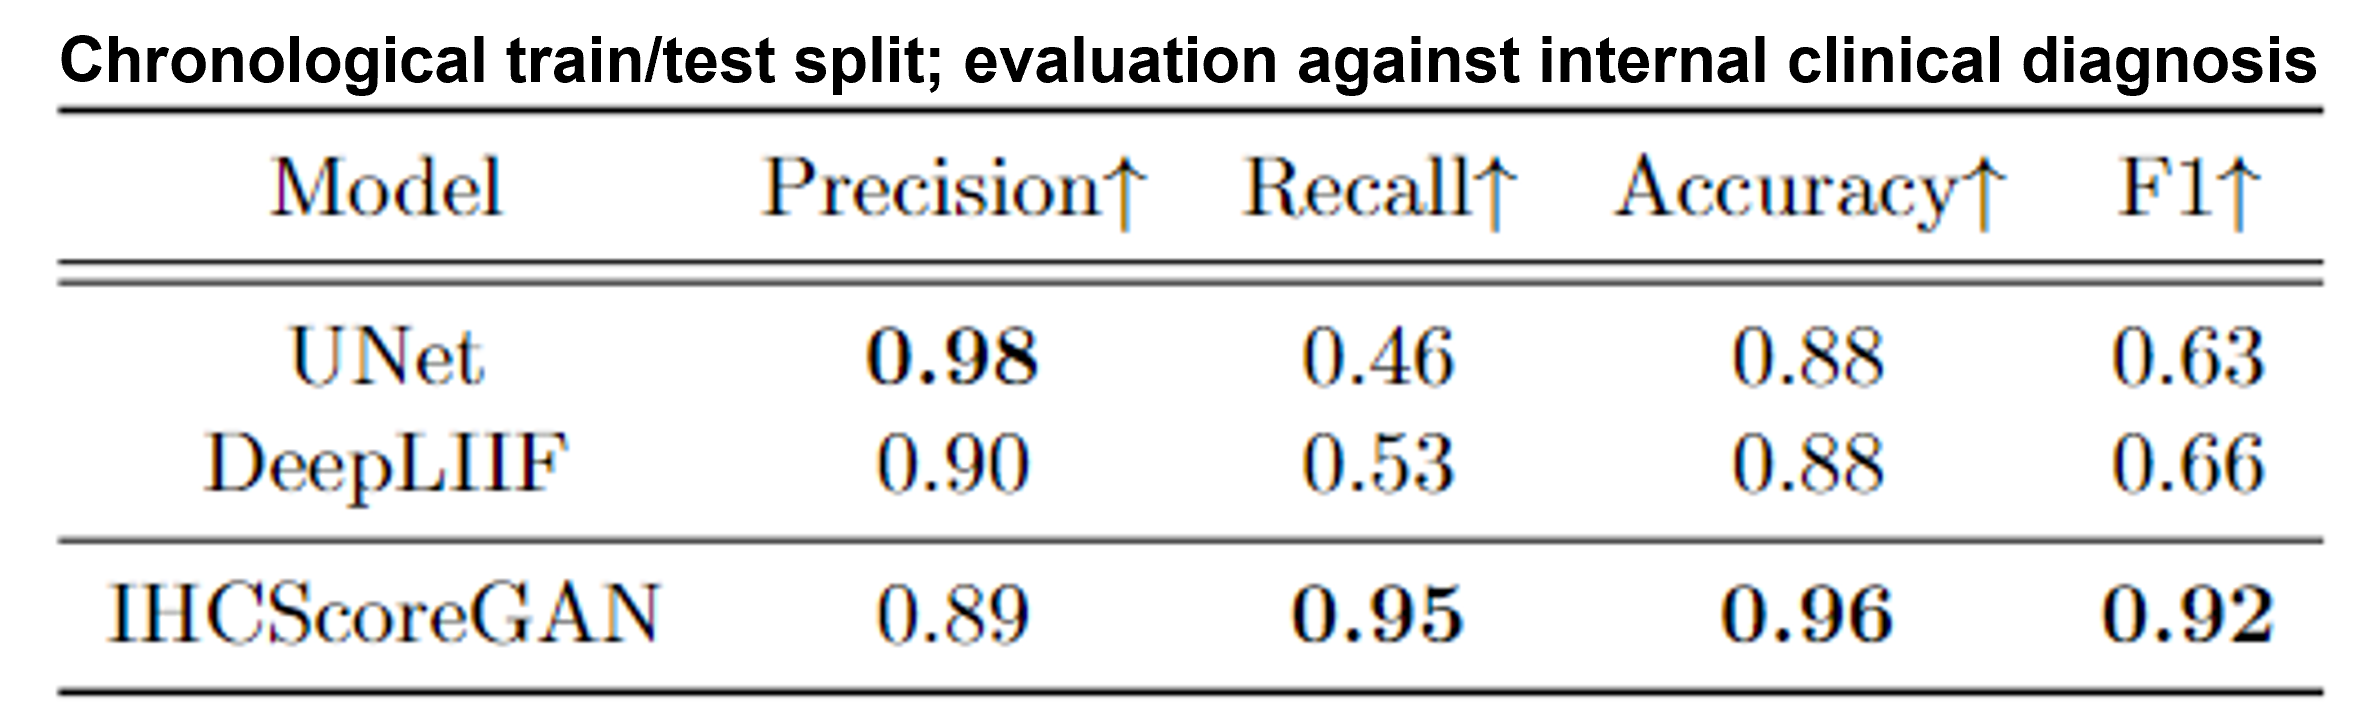 Chronological train/test split; evaluation against internal clinical diagnosis
Model Precision↑ Recall↑ Accuracy↑ F1↑
UNet 0.98 0.46 0.88 0.63
DeepLIIF 0.90 0.53 0.88 0.66
IHCScoreGAN 0.89 0.95 0.96 0.92